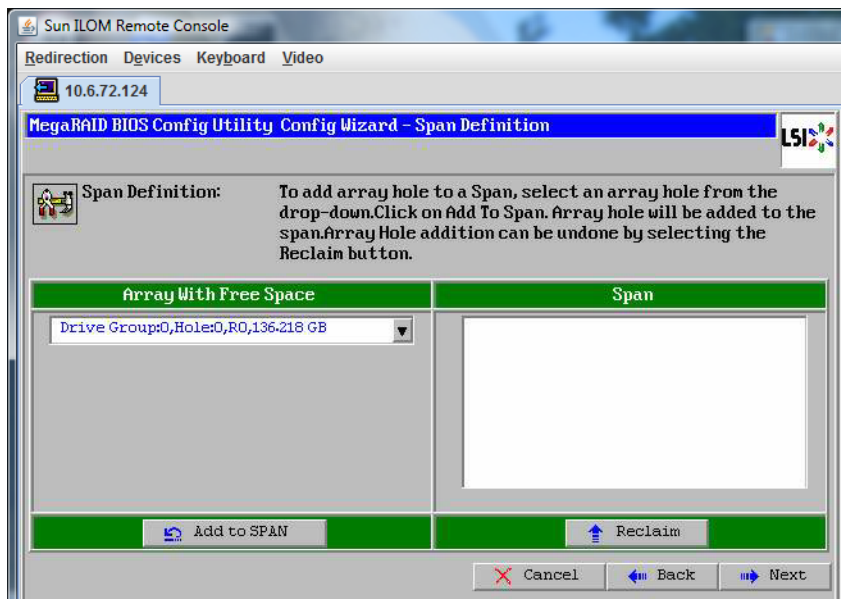 Sun ILOM Remote Console
Redirection Devices Keyboard Video
10.6.72.124
MegaRAID BIOS Config Utility Config Wizard - Span Definition
LSI
Span Definition:
To add array hole to a Span, select an array hole from the
drop-down.Click on Add To Span. Array hole will be added to the
span.Array Hole addition can be undone by selecting the
Reclaim button.
Array With Free Space
Span
Drive Group:0,Hole:0,R0,136.218 GB
Add to SPAN
Reclaim
Cancel
Back
Next